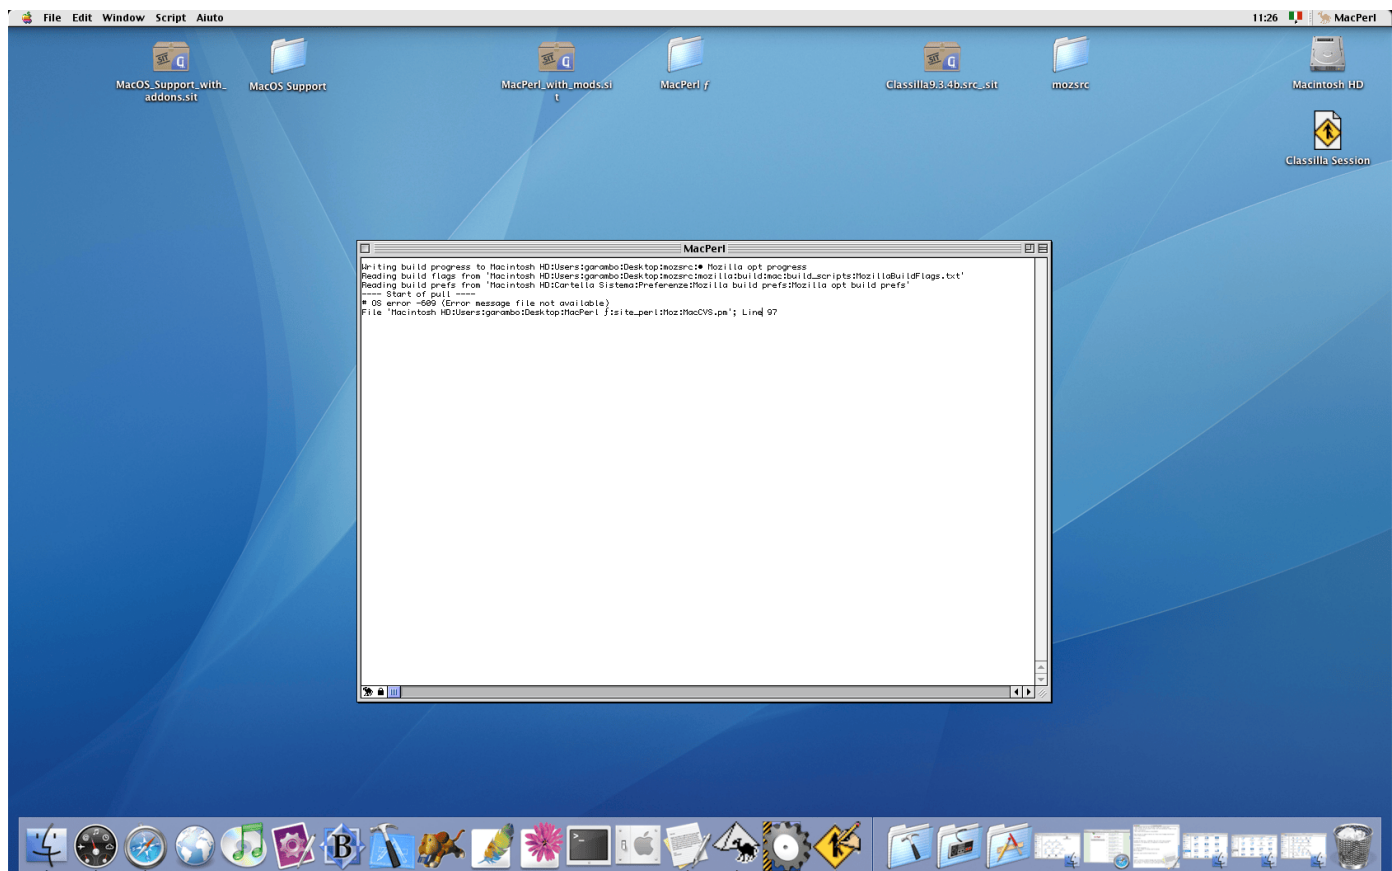 File Edit Window Script Aiuto
11:26 MacPerl
MacOS_Support_with_
addons.sit
MacOS Support
MacPerl_with_mods.si
t
MacPerl ƒ
Classilla9.3.4b.src_.sit
mozsrc
Macintosh HD
Classilla Session
MacPerl
Writing build progress to Macintosh HD:Users:garambo:Desktop:mozsrc:• Mozilla opt progress
Reading build flags from 'Macintosh HD:Users:garambo:Desktop:mozsrc:mozilla:build:mac:build_scripts:MozillaBuildFlags.txt'
Reading build prefs from 'Macintosh HD:Cartella Sistema:Preferenze:Mozilla build prefs:Mozilla opt build prefs'
---- Start of pull ----
# OS error -609 (Error message file not available)
File 'Macintosh HD:Users:garambo:Desktop:MacPerl ƒ:site_perl:Moz:MacCVS.pm'; Line 97